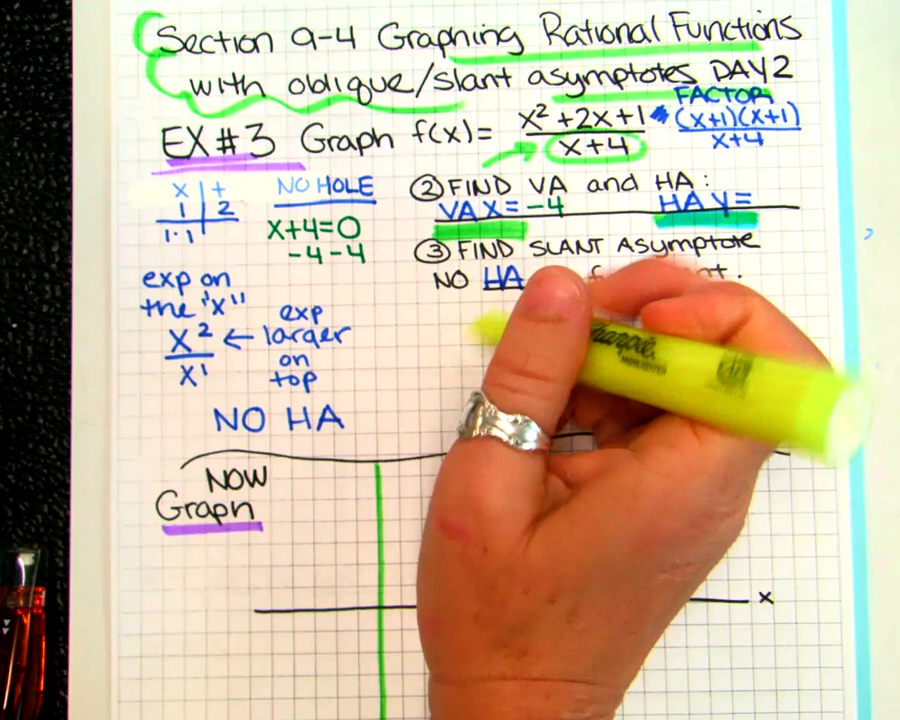 Section 9-4 Graphing Rational Functions
with oblique/slant asymptotes DAY 2
FACTOR
EX #3 Graph f(x) = x² + 2x + 1 / x + 4 (x+1)(x+1) / x+4
x | +
1 | 2
1·1
NO HOLE
x + 4 = 0
-4 -4
② FIND VA and HA:
VA X = -4 HA Y =
③ FIND SLANT Asymptote
NO HA
exp on
the "x"
x² / x¹ ← exp larger on top
NO HA
NOW
Graph
x
Sharpie